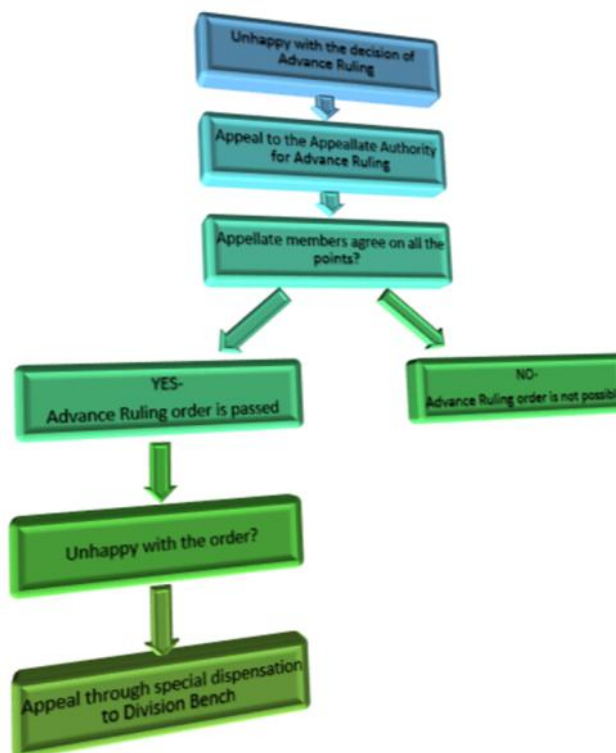 Unhappy with the decision of
Advance Ruling
Appeal to the Appeallate Authority
for Advance Ruling
Appellate members agree on all the
points?
YES-
Advance Ruling order is passed
NO-
Advance Ruling order is not possibl
Unhappy with the order?
Appeal through special dispensation
to Division Bench